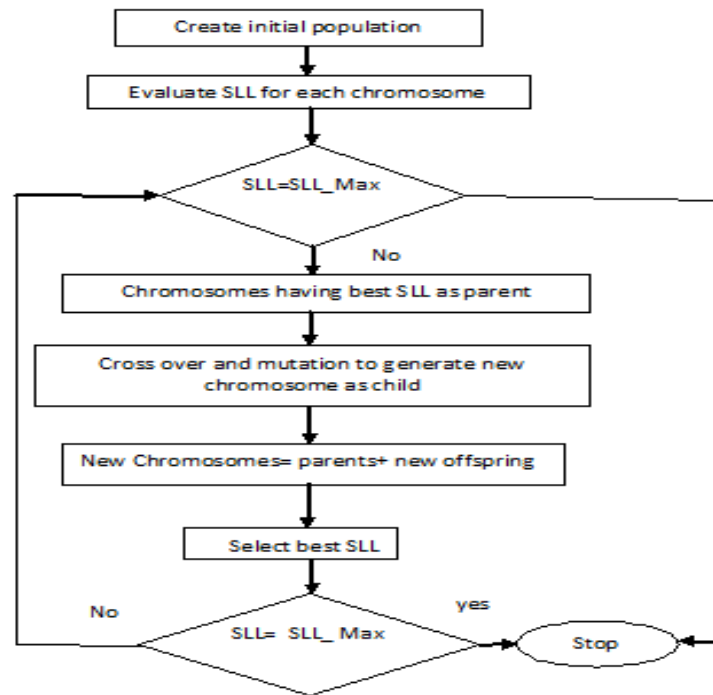 Create initial population
Evaluate SLL for each chromosome
SLL=SLL_Max
No
Chromosomes having best SLL as parent
Cross over and mutation to generate new
chromosome as child
New Chromosomes= parents+ new offspring
Select best SLL
No
yes
SLL= SLL_ Max
Stop